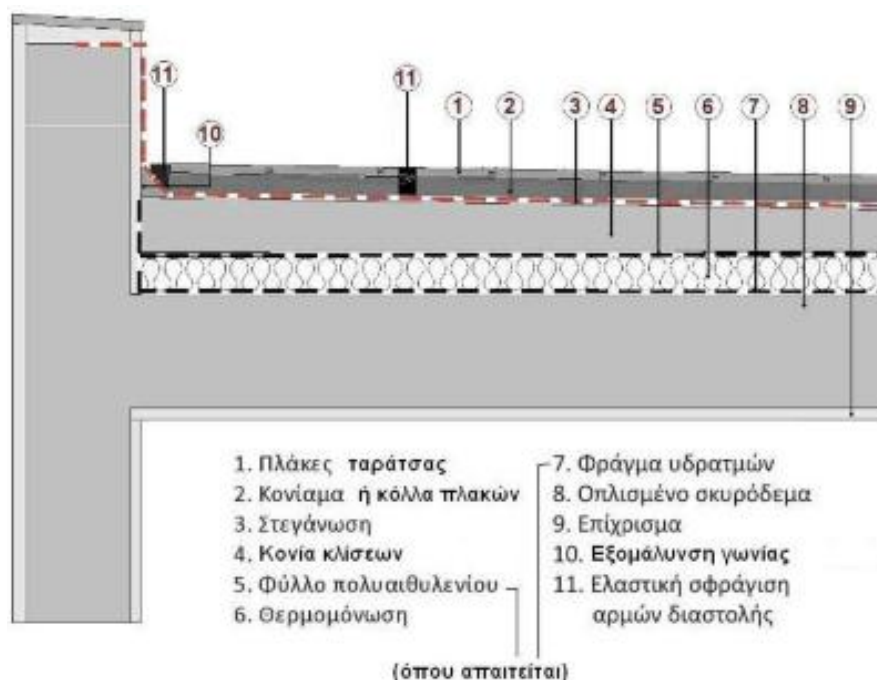 11
11
10
1
2
3
4
5
6
7
8
9
1. Πλάκες ταράτσας
2. Κονίαμα ή κόλλα πλακών
3. Στεγάνωση
4. Κονία κλίσεων
5. Φύλλο πολυαιθυλενίου
6. Θερμομόνωση
7. Φράγμα υδρατμών
8. Οπλισμένο σκυρόδεμα
9. Επίχρισμα
10. Εξομάλυνση γωνίας
11. Ελαστική σφράγιση
αρμών διαστολής
(όπου απαιτείται)